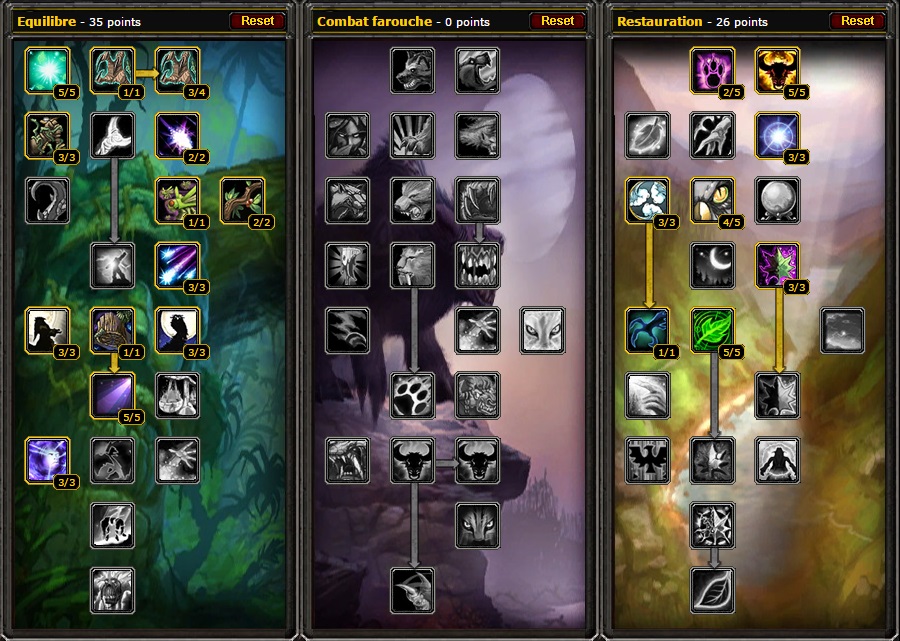 Equilibre - 35 points Reset
Combat farouche - 0 points Reset
Restauration - 26 points Reset
5/5 1/1 3/4
2/5 5/5
3/3 2/2
3/3
1/1 2/2
3/3 4/5
3/3
3/3
3/3 1/1 3/3
1/1 5/5
5/5
3/3